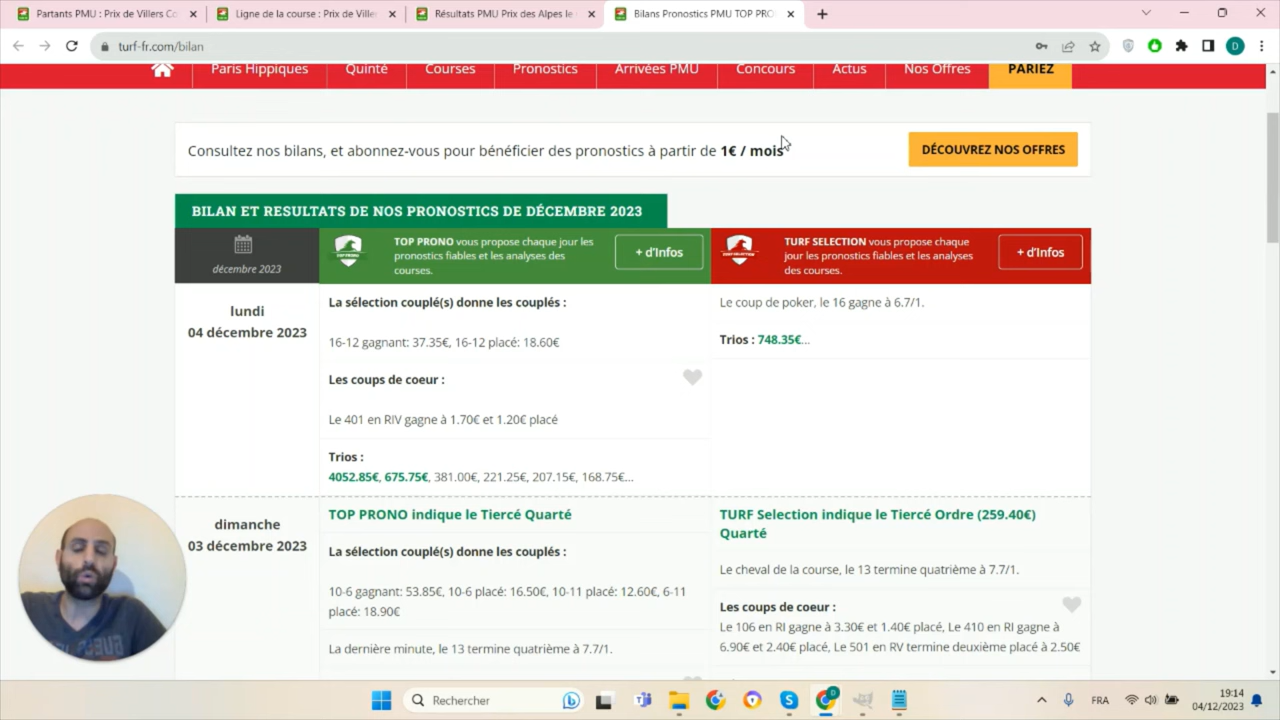 Partants PMU : Prix de Villers Co
Ligne de la course : Prix de Viller
Résultats PMU Prix des Alpes le
Bilans Pronostics PMU TOP PRO
turf-fr.com/bilan
D
Paris Hippiques
Quinté
Courses
Pronostics
Arrivées PMU
Concours
Actus
Nos Offres
PARIEZ
Consultez nos bilans, et abonnez-vous pour bénéficier des pronostics à partir de 1€ / mois
DÉCOUVREZ NOS OFFRES
BILAN ET RESULTATS DE NOS PRONOSTICS DE DÉCEMBRE 2023
décembre 2023
TOP PRONO vous propose chaque jour les
pronostics fiables et les analyses des
courses.
+ d'Infos
TURF SELECTION vous propose chaque
jour les pronostics fiables et les analyses
des courses.
+ d'Infos
lundi
04 décembre 2023
La sélection couplé(s) donne les couplés :
16-12 gagnant: 37.35€, 16-12 placé: 18.60€
Les coups de coeur :
Le 401 en RIV gagne à 1.70€ et 1.20€ placé
Trios :
4052.85€, 675.75€, 381.00€, 221.25€, 207.15€, 168.75€...
Le coup de poker, le 16 gagne à 6.7/1.
Trios : 748.35€...
dimanche
03 décembre 2023
TOP PRONO indique le Tiercé Quarté
La sélection couplé(s) donne les couplés :
10-6 gagnant: 53.85€, 10-6 placé: 16.50€, 10-11 placé: 12.60€, 6-11
placé: 18.90€
La dernière minute, le 13 termine quatrième à 7.7/1.
TURF Selection indique le Tiercé Ordre (259.40€)
Quarté
Le cheval de la course, le 13 termine quatrième à 7.7/1.
Les coups de coeur :
Le 106 en RI gagne à 3.30€ et 1.40€ placé, Le 410 en RI gagne à
6.90€ et 2.40€ placé, Le 501 en RV termine deuxième placé à 2.50€
Rechercher
FRA
19:14
04/12/2023